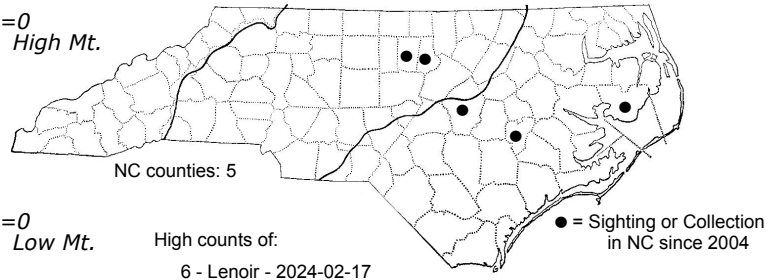 =0
High Mt.
NC counties: 5
=0
Low Mt.
High counts of:
6 - Lenoir - 2024-02-17
= Sighting or Collection
in NC since 2004